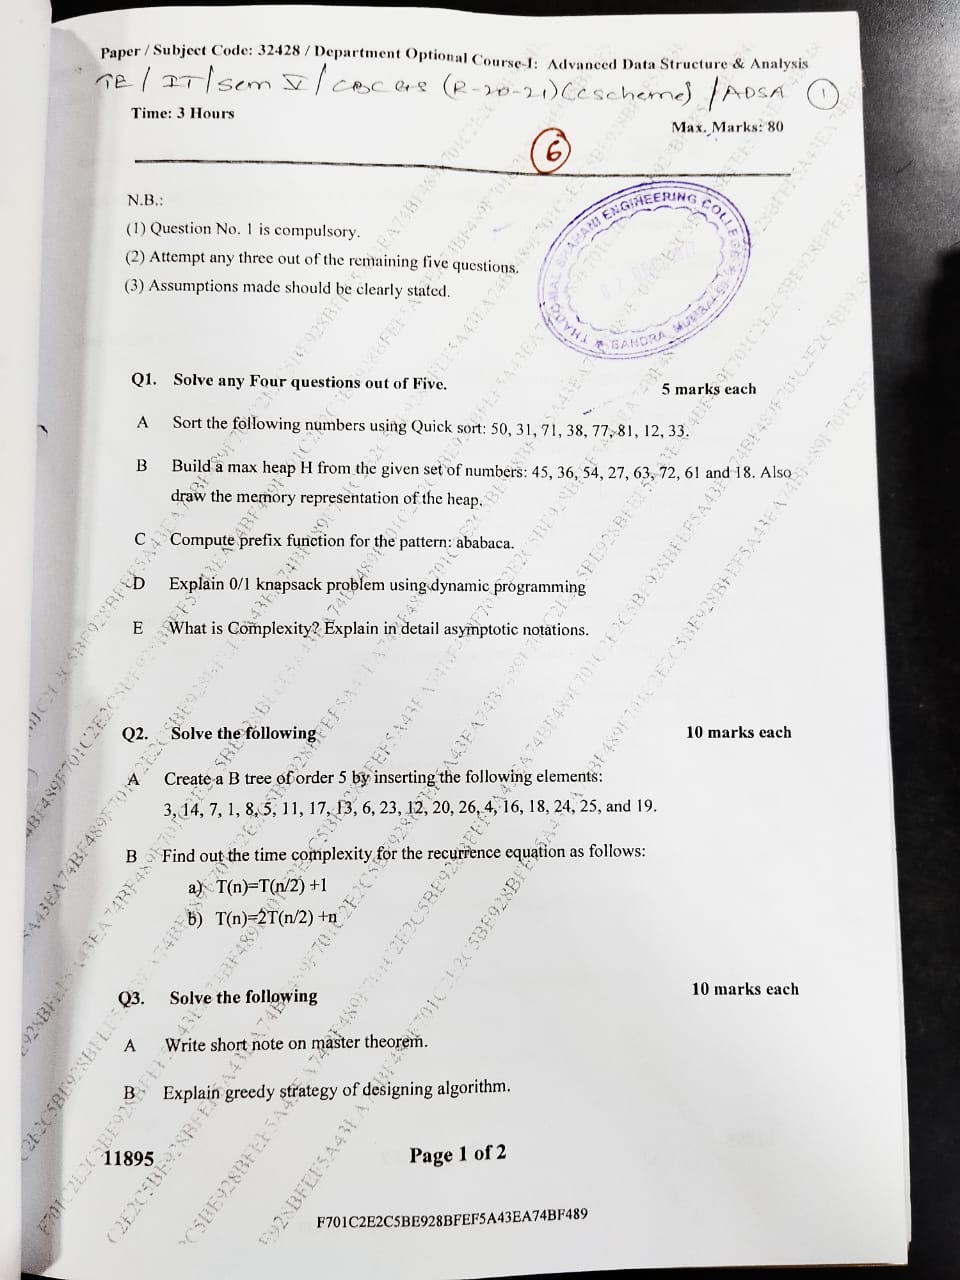 Paper / Subject Code: 32428 / Department Optional Course-I: Advanced Data Structure & Analysis
TE / IT / Sem V / CBCGS (R-20-21) (C scheme) / ADSA 1
Time: 3 Hours
Max. Marks: 80
6
N.B.:
(1) Question No. 1 is compulsory.
(2) Attempt any three out of the remaining five questions.
(3) Assumptions made should be clearly stated.
THADOMAL SHAHANI ENGINEERING COLLEGE
BANDRA, MUMBAI
Q1. Solve any Four questions out of Five. 5 marks each
A Sort the following numbers using Quick sort: 50, 31, 71, 38, 77, 81, 12, 33.
B Build a max heap H from the given set of numbers: 45, 36, 54, 27, 63, 72, 61 and 18. Also
draw the memory representation of the heap.
C Compute prefix function for the pattern: ababaca.
D Explain 0/1 knapsack problem using dynamic programming
E What is Complexity? Explain in detail asymptotic notations.
Q2. Solve the following 10 marks each
A Create a B tree of order 5 by inserting the following elements:
3, 14, 7, 1, 8, 5, 11, 17, 13, 6, 23, 12, 20, 26, 4, 16, 18, 24, 25, and 19.
B Find out the time complexity for the recurrence equation as follows:
a) T(n)=T(n/2) +1
b) T(n)=2T(n/2) +n
Q3. Solve the following 10 marks each
A Write short note on master theorem.
B Explain greedy strategy of designing algorithm.
11895
Page 1 of 2
F701C2E2C5BE928BFEF5A43EA74BF489